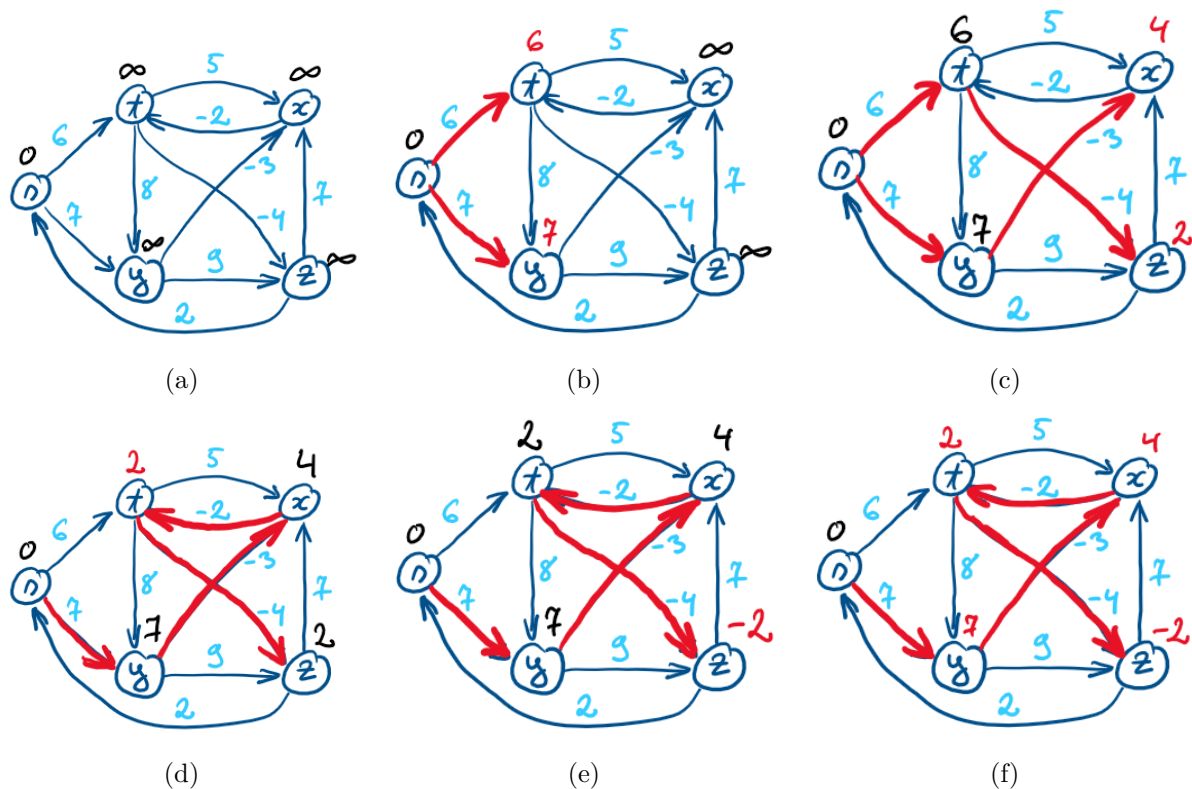 ∞ 5 ∞
6 t -2 x
0
n 8 -3 7
7 ∞ -4
y 9 z ∞
2
(a)
6 5 ∞
6 t -2 x
0
n 8 -3 7
7 7 -4
y 9 z ∞
2
(b)
6 5 4
6 t -2 x
0
n 8 -3 7
7 7 -4
y 9 z 2
2
(c)
2 5 4
6 t -2 x
0
n 8 -3 7
7 7 -4 2
y 9 z
2
(d)
2 5 4
6 t -2 x
0
n 8 -3 7
7 7 -4 -2
y 9 z
2
(e)
2 5 4
6 t -2 x
0
n 8 -3 7
7 7 -4 -2
y 9 z
2
(f)